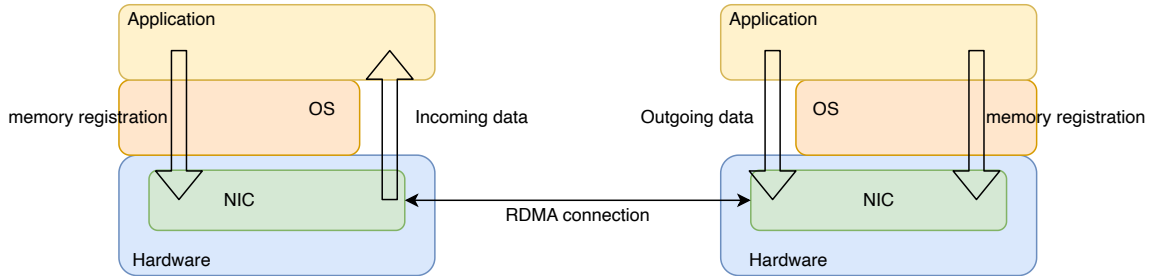 Application
Application
OS
OS
memory registration
Incoming data
Outgoing data
memory registration
NIC
NIC
RDMA connection
Hardware
Hardware